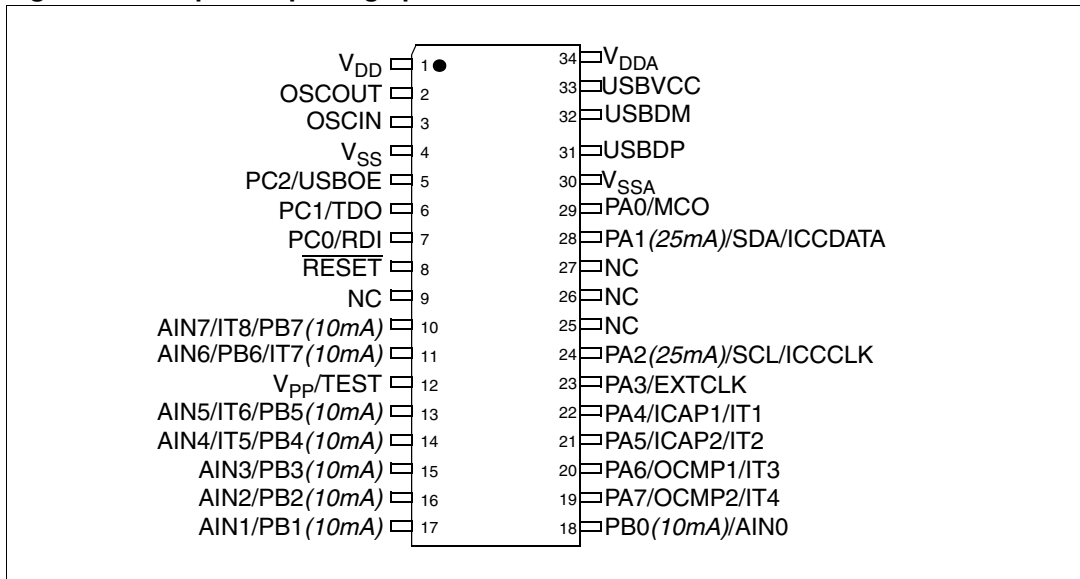 V_DD 1 34 V_DDA
OSCOUT 2 33 USBVCC
OSCIN 3 32 USBDM
V_SS 4 31 USBDP
PC2/USBOE 5 30 V_SSA
PC1/TDO 6 29 PA0/MCO
PC0/RDI 7 28 PA1(25mA)/SDA/ICCDATA
RESET 8 27 NC
NC 9 26 NC
AIN7/IT8/PB7(10mA) 10 25 NC
AIN6/PB6/IT7(10mA) 11 24 PA2(25mA)/SCL/ICCCLK
V_PP/TEST 12 23 PA3/EXTCLK
AIN5/IT6/PB5(10mA) 13 22 PA4/ICAP1/IT1
AIN4/IT5/PB4(10mA) 14 21 PA5/ICAP2/IT2
AIN3/PB3(10mA) 15 20 PA6/OCMP1/IT3
AIN2/PB2(10mA) 16 19 PA7/OCMP2/IT4
AIN1/PB1(10mA) 17 18 PB0(10mA)/AIN0